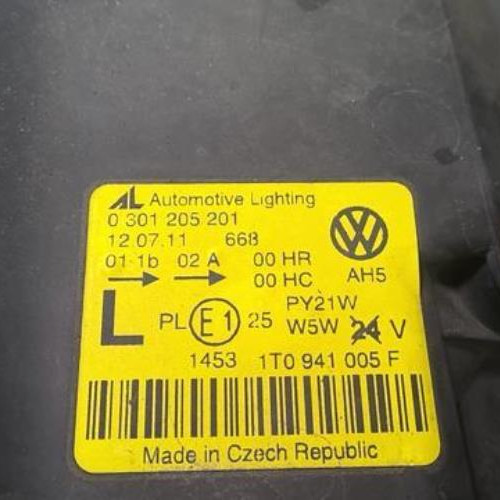 AL Automotive Lighting
0 301 205 201
12.07.11 668
01-1b 02 A 00 HR
00 HC AH5
PY21W
L PL E1 25 W5W 24 V
1453 1T0 941 005 F
Made in Czech Republic